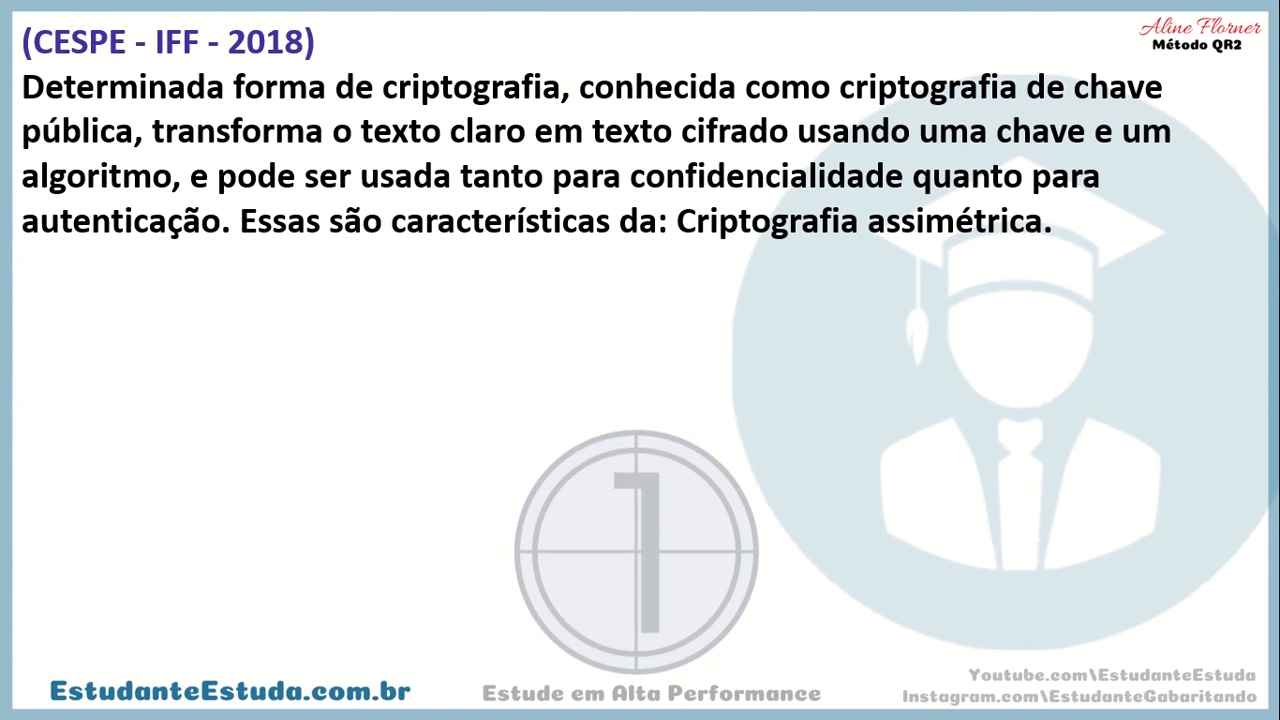 (CESPE - IFF - 2018)
Aline Florner
Método QR2
Determinada forma de criptografia, conhecida como criptografia de chave
pública, transforma o texto claro em texto cifrado usando uma chave e um
algoritmo, e pode ser usada tanto para confidencialidade quanto para
autenticação. Essas são características da: Criptografia assimétrica.
1
Youtube.com\EstudanteEstuda
EstudanteEstuda.com.br
Estude em Alta Performance
Instagram.com\EstudanteGabaritando